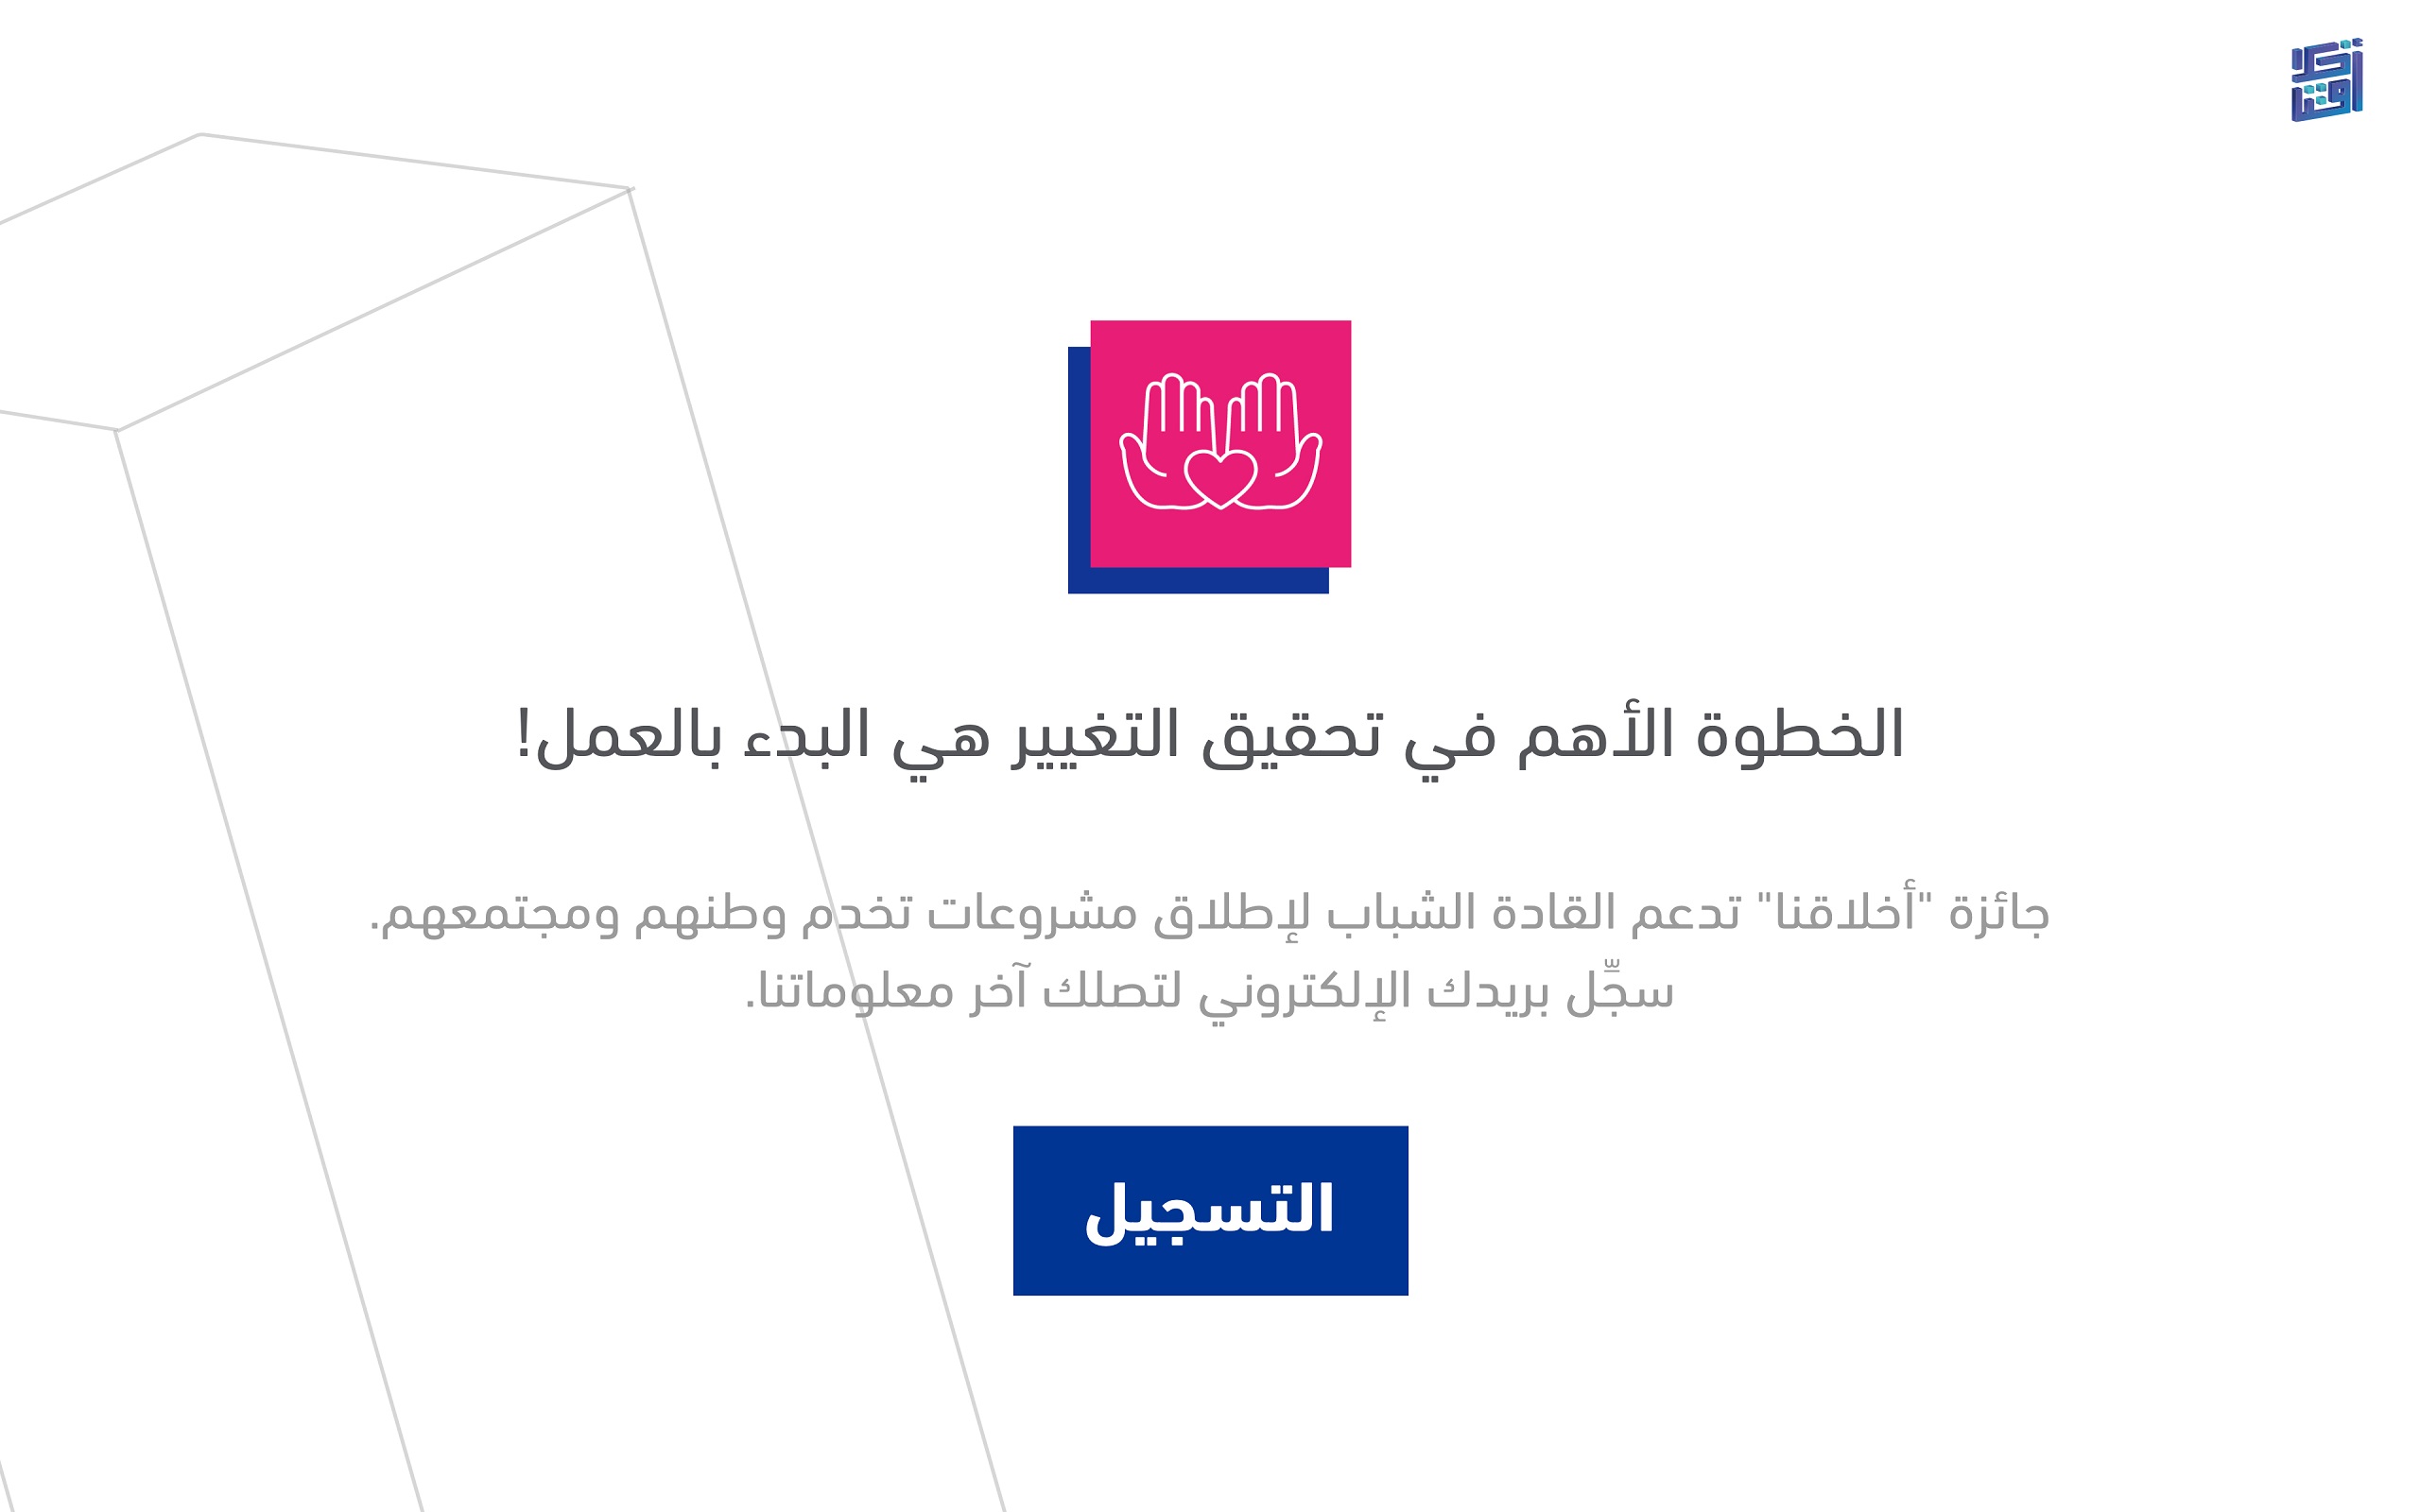 أخلاقنا
الخطوة الأهم في تحقيق التغيير هي البدء بالعمل!
جائزة "أخلاقنا" تدعم القادة الشباب لإطلاق مشروعات تخدم وطنهم ومجتمعهم.
سجِّل بريدك الإلكتروني لتصلك آخر معلوماتنا.
التسجيل